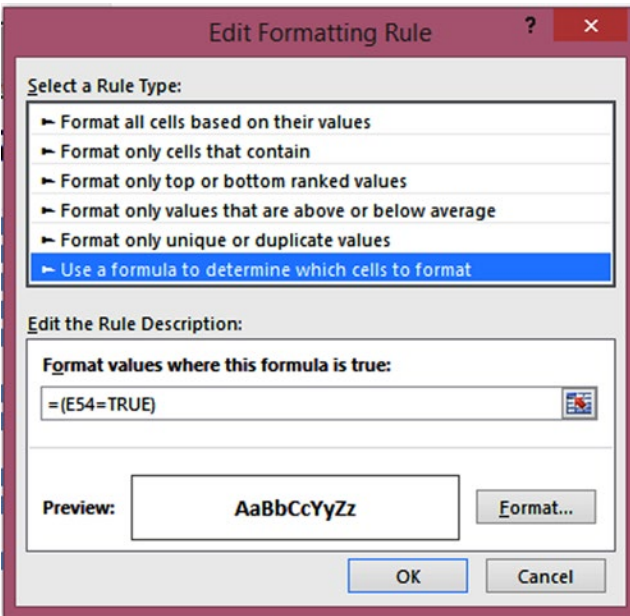 Edit Formatting Rule
?
Select a Rule Type:
► Format all cells based on their values
► Format only cells that contain
► Format only top or bottom ranked values
► Format only values that are above or below average
► Format only unique or duplicate values
► Use a formula to determine which cells to format
Edit the Rule Description:
Format values where this formula is true:
=(E54=TRUE)
Preview:
AaBbCcYyZz
Format...
OK
Cancel